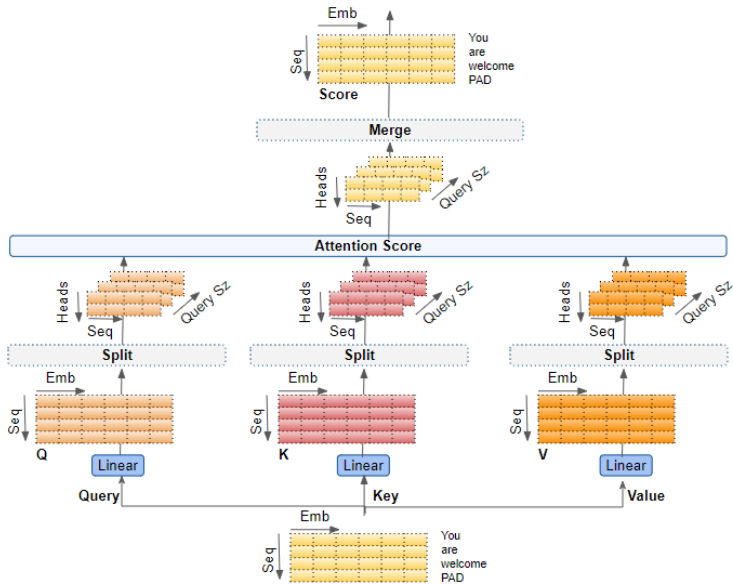 Emb
Seq
You
are
welcome
PAD
Score
Merge
Heads
Seq
Query Sz
Attention Score
Heads
Seq
Query Sz
Heads
Seq
Query Sz
Heads
Seq
Query Sz
Split
Split
Split
Emb
Seq
Q
Emb
Seq
K
Emb
Seq
V
Linear
Linear
Linear
Query
Key
Value
Emb
Seq
You
are
welcome
PAD